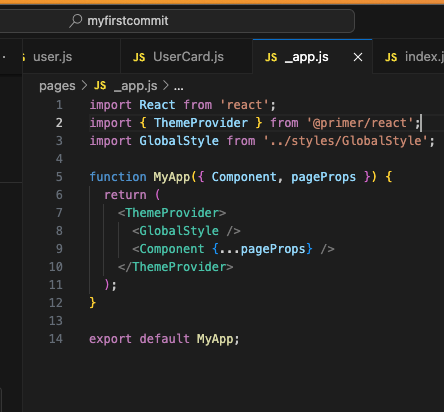 myfirstcommit
user.js
JS UserCard.js
JS _app.js
JS index.j
pages > JS _app.js > ...
1 import React from 'react';
2 import { ThemeProvider } from '@primer/react';
3 import GlobalStyle from '../styles/GlobalStyle';
4
5 function MyApp({ Component, pageProps }) {
6 return (
7 <ThemeProvider>
8 <GlobalStyle />
9 <Component {...pageProps} />
10 </ThemeProvider>
11 );
12 }
13
14 export default MyApp;